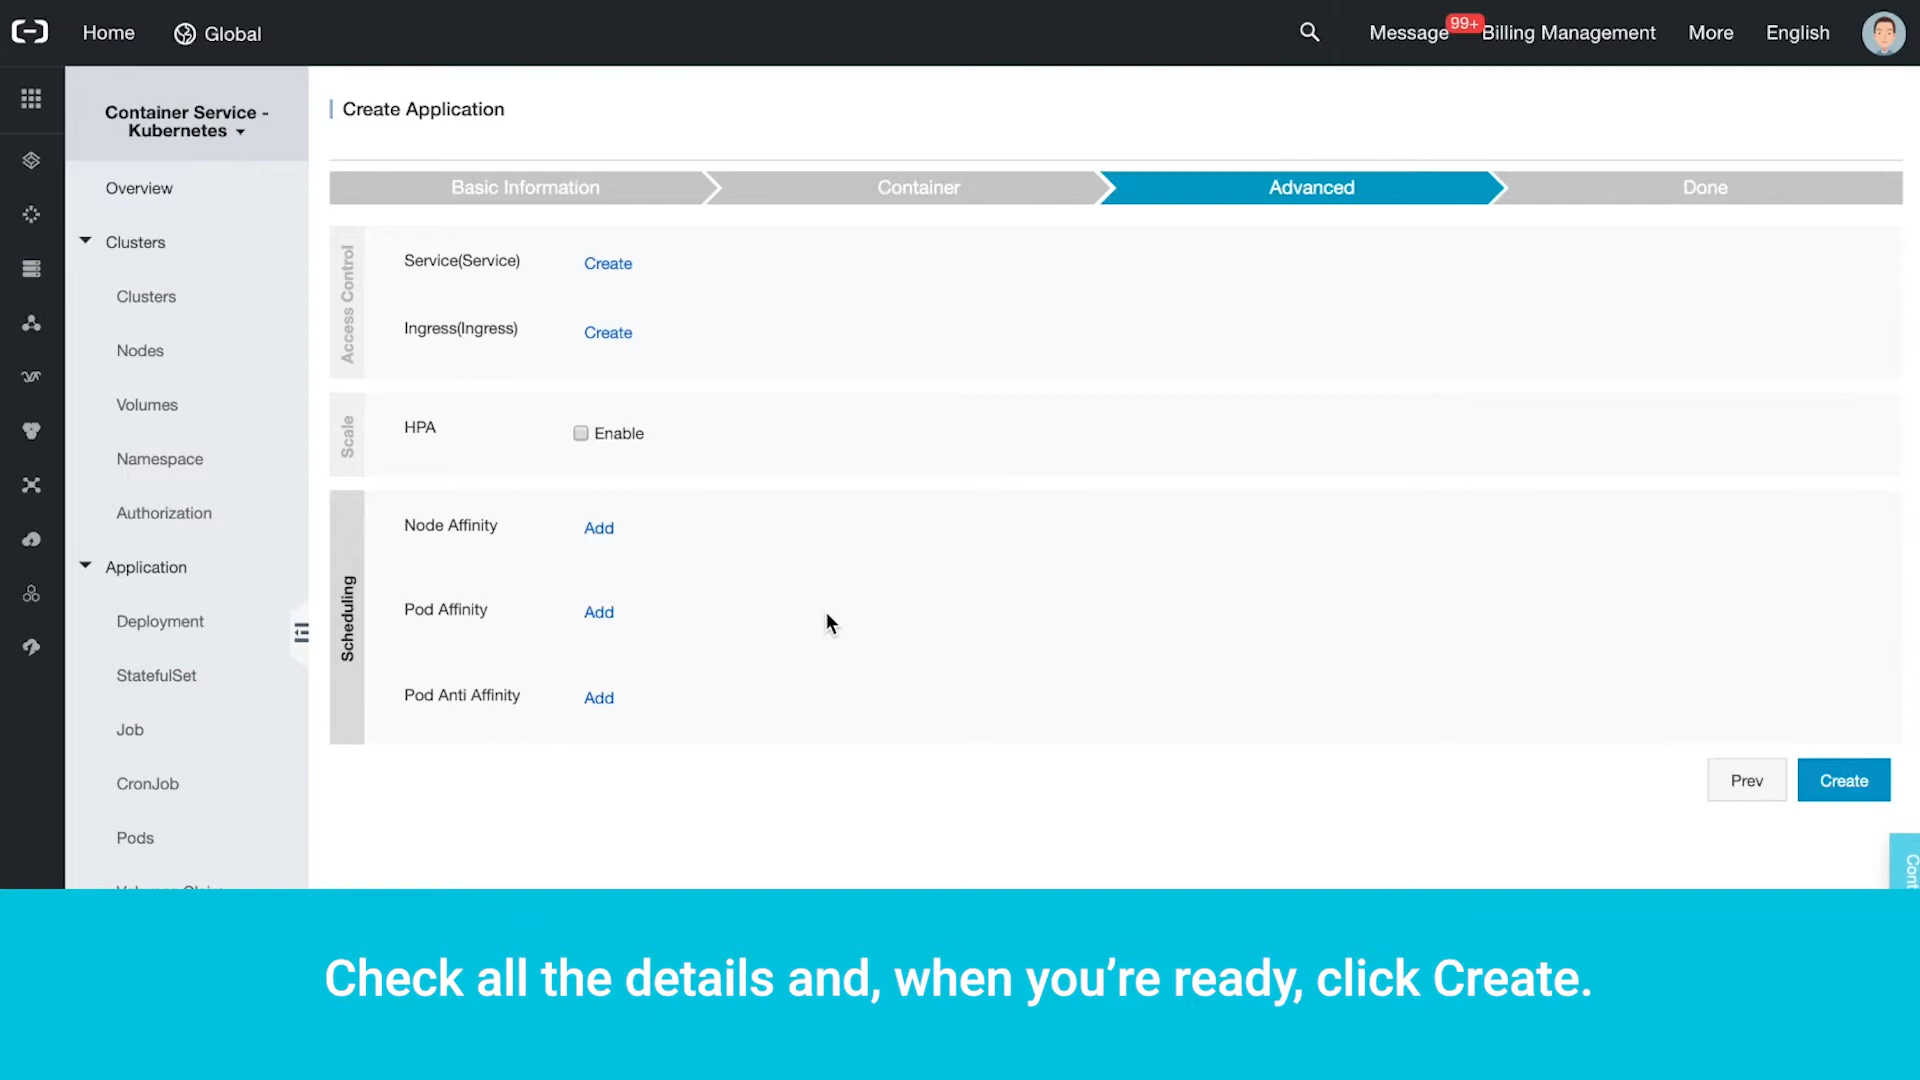 Home
Global
Message
99+
Billing Management
More
English
Container Service -
Kubernetes
Overview
Clusters
Clusters
Nodes
Volumes
Namespace
Authorization
Application
Deployment
StatefulSet
Job
CronJob
Pods
Create Application
Basic Information
Container
Advanced
Done
Access Control
Service(Service)
Create
Ingress(Ingress)
Create
Scale
HPA
Enable
Scheduling
Node Affinity
Add
Pod Affinity
Add
Pod Anti Affinity
Add
Prev
Create
Cont
Check all the details and, when you’re ready, click Create.